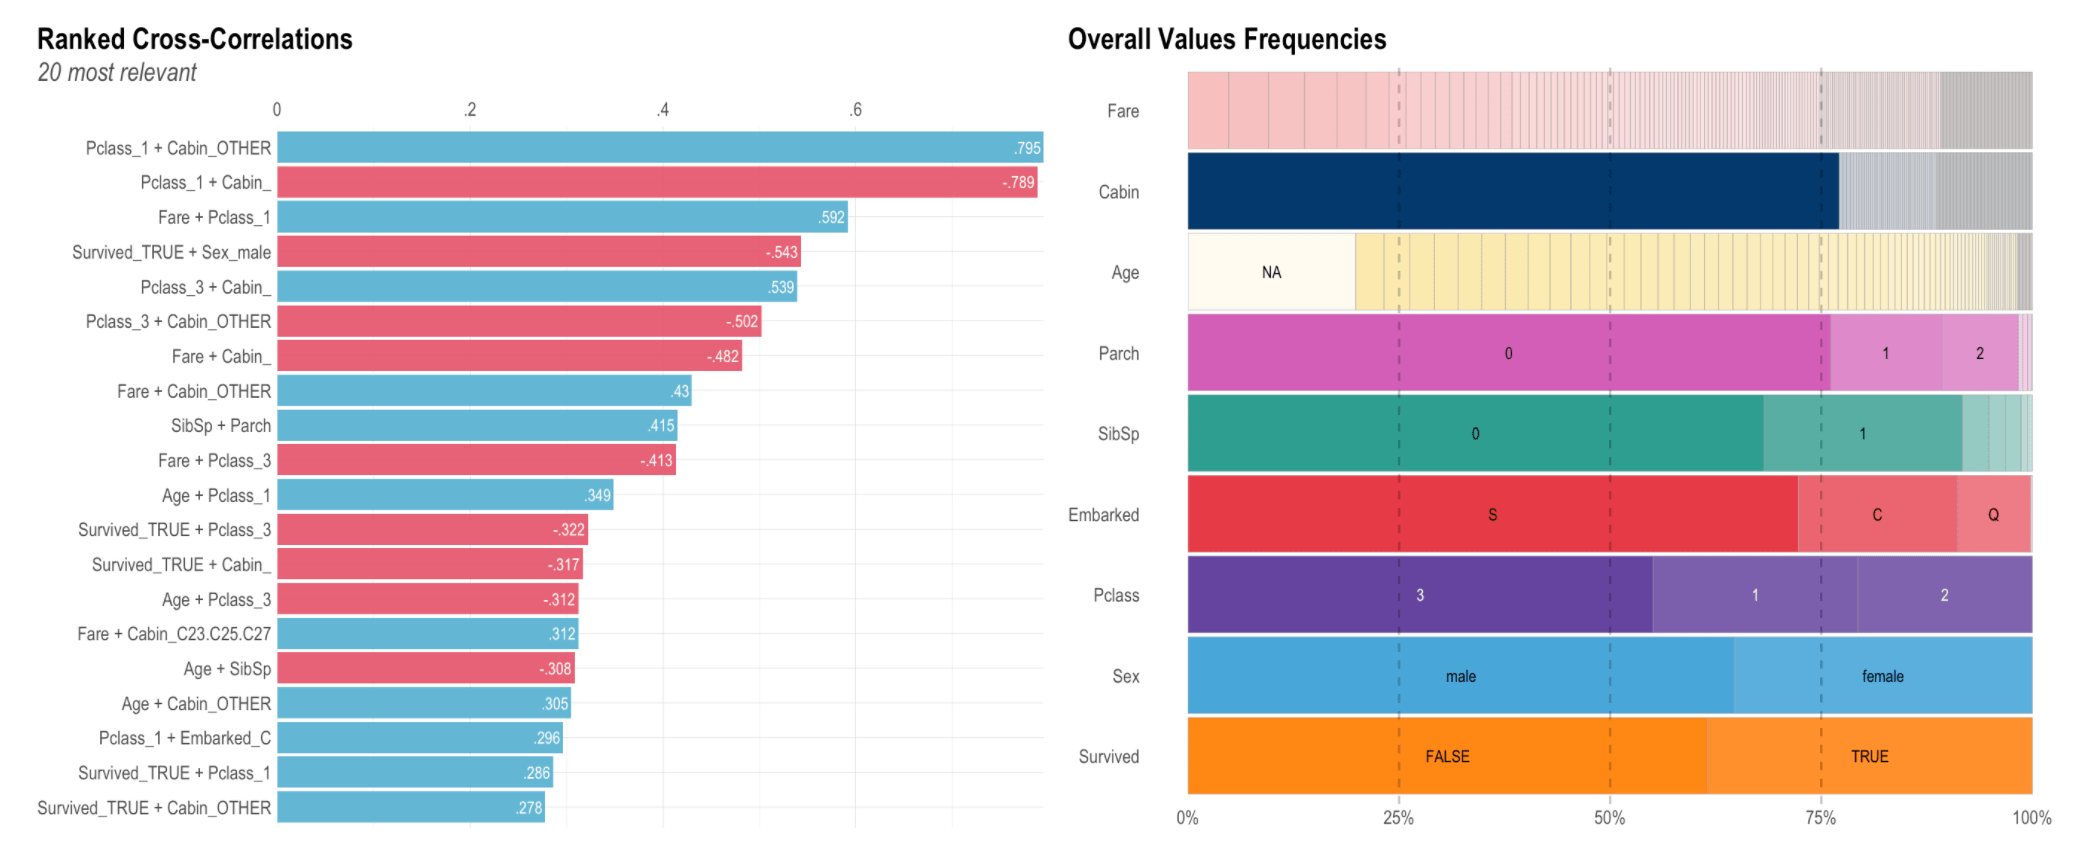 Ranked Cross-Correlations
20 most relevant
0 .2 .4 .6
Pclass_1 + Cabin_OTHER .795
Pclass_1 + Cabin_ -.789
Fare + Pclass_1 .592
Survived_TRUE + Sex_male -.543
Pclass_3 + Cabin_ .539
Pclass_3 + Cabin_OTHER -.502
Fare + Cabin_ -.482
Fare + Cabin_OTHER .43
SibSp + Parch .415
Fare + Pclass_3 -.413
Age + Pclass_1 .349
Survived_TRUE + Pclass_3 -.322
Survived_TRUE + Cabin_ -.317
Age + Pclass_3 -.312
Fare + Cabin_C23.C25.C27 .312
Age + SibSp -.308
Age + Cabin_OTHER .305
Pclass_1 + Embarked_C .296
Survived_TRUE + Pclass_1 .286
Survived_TRUE + Cabin_OTHER .278
Overall Values Frequencies
Fare
Cabin
Age NA
Parch 0 1 2
SibSp 0 1
Embarked S C Q
Pclass 3 1 2
Sex male female
Survived FALSE TRUE
0% 25% 50% 75% 100%